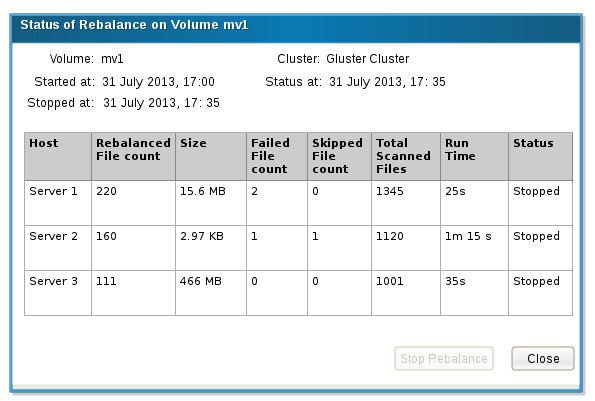 Status of Rebalance on Volume mv1
Volume: mv1 Cluster: Gluster Cluster
Started at: 31 July 2013, 17:00 Status at: 31 July 2013, 17: 35
Stopped at: 31 July 2013, 17: 35
Host Rebalanced Size Failed Skipped Total Run Status
File count File File Scanned Time
count count Files
Server 1 220 15.6 MB 2 0 1345 25s Stopped
Server 2 160 2.97 KB 1 1 1120 1m 15 s Stopped
Server 3 111 466 MB 0 0 1001 35s Stopped
Stop Rebalance Close